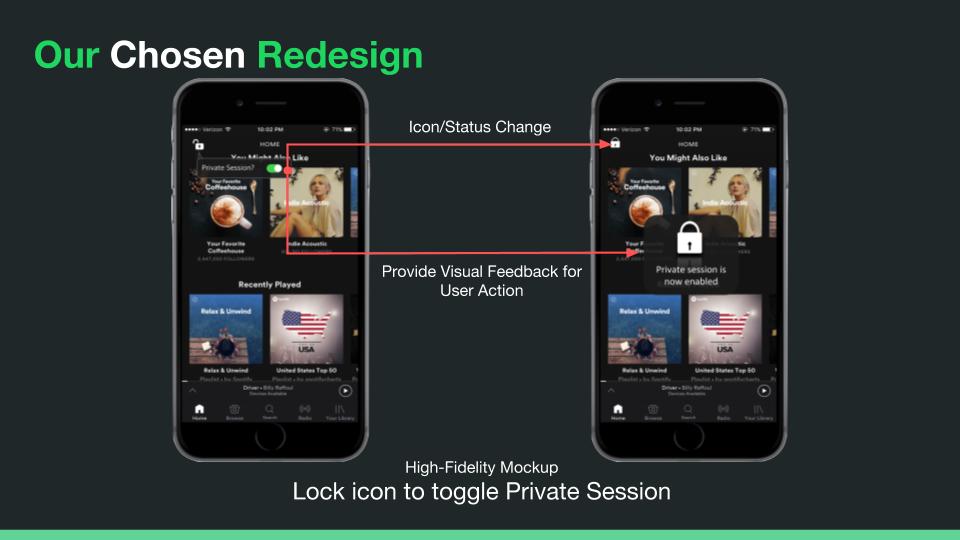 Our Chosen Redesign
Verizon 10:02 PM 71%
HOME
You Might Also Like
Private Session?
Your Favorite
Coffeehouse
Indie Acoustic
Your Favorite
Coffeehouse
Indie Acoustic
2,447,000 FOLLOWERS
Recently Played
Relax & Unwind
USA
Relax & Unwind
United States Top 50
Playlist • by Spotify
Playlist • by spotifycharts
Driver • Billy Raffoul
Devices Available
Home Browse Search Radio Your Library
Icon/Status Change
Provide Visual Feedback for
User Action
Verizon 10:02 PM 71%
HOME
You Might Also Like
Your Favorite
Coffeehouse
Indie Acoustic
Your F
Coff
Private session is
now enabled
Recently Played
Relax & Unwind
USA
Relax & Unwind
United States Top 50
Playlist • by Spotify
Playlist • by spotifycharts
Driver • Billy Raffoul
Devices Available
Home Browse Search Radio Your Library
High-Fidelity Mockup
Lock icon to toggle Private Session